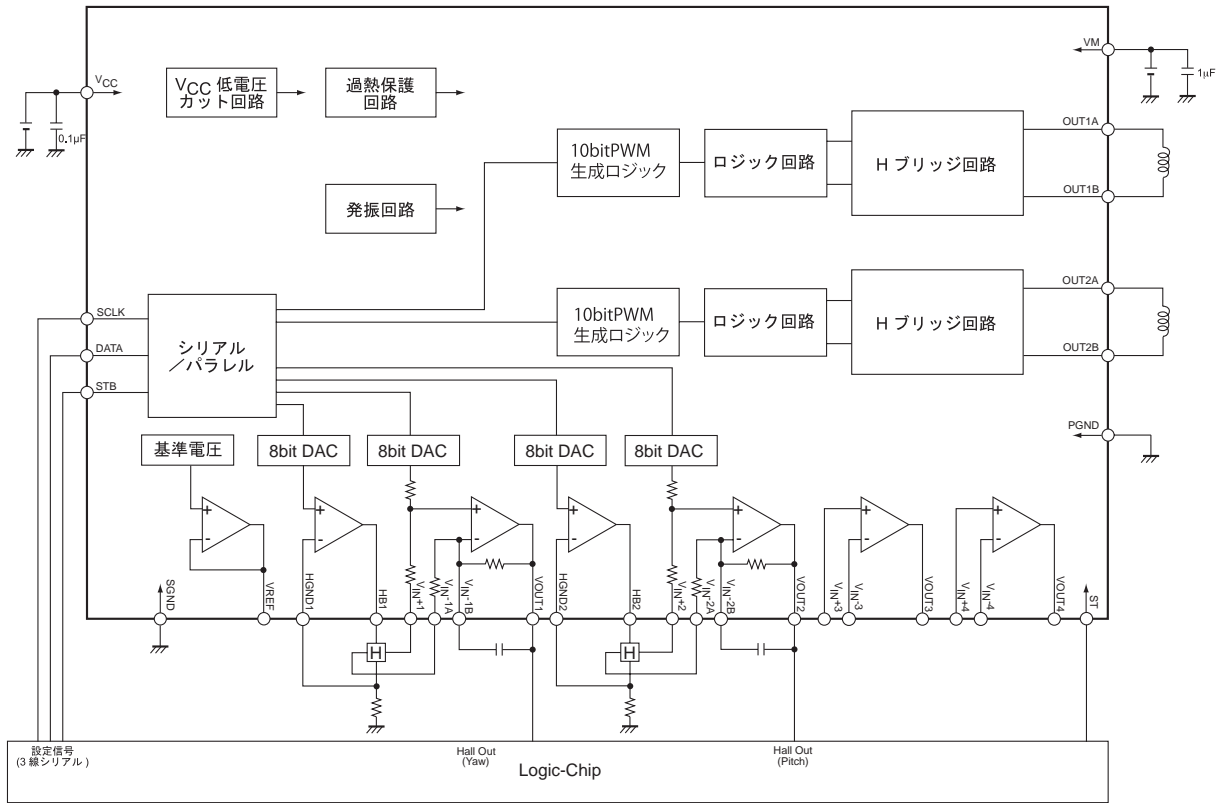 VM
VCC
VCC 低電圧
カット回路
過熱保護
回路
1μF
0.1μF
OUT1A
10bitPWM
生成ロジック
ロジック回路
H ブリッジ回路
OUT1B
発振回路
OUT2A
SCLK
シリアル
／パラレル
10bitPWM
生成ロジック
ロジック回路
H ブリッジ回路
DATA
OUT2B
STB
PGND
基準電圧
8bit DAC
8bit DAC
8bit DAC
8bit DAC
+
-
+
-
+
-
+
-
+
-
+
-
+
-
SGND
VREF
HGND1
HB1
VIN+1
VIN-1A
VIN-1B
VOUT1
HGND2
HB2
VIN+2
VIN-2A
VIN-2B
VOUT2
VIN+3
VIN-3
VOUT3
VIN+4
VIN-4
VOUT4
ST
H
H
設定信号
(3 線シリアル )
Hall Out
(Yaw)
Hall Out
(Pitch)
Logic-Chip